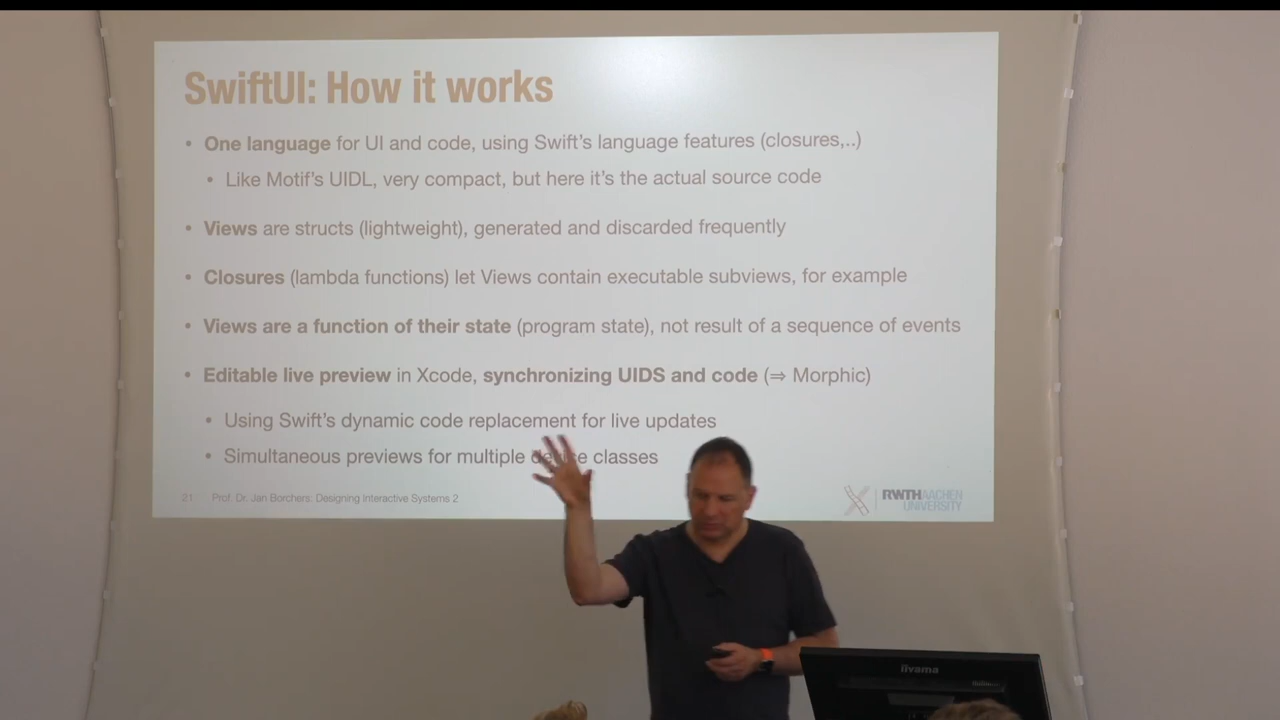 SwiftUI: How it works
• One language for UI and code, using Swift's language features (closures,..)
• Like Motif's UIDL, very compact, but here it's the actual source code
• Views are structs (lightweight), generated and discarded frequently
• Closures (lambda functions) let Views contain executable subviews, for example
• Views are a function of their state (program state), not result of a sequence of events
• Editable live preview in Xcode, synchronizing UIDS and code (⇒ Morphic)
• Using Swift's dynamic code replacement for live updates
• Simultaneous previews for multiple device classes
21 Prof. Dr. Jan Borchers: Designing Interactive Systems 2
RWTHAACHEN
UNIVERSITY
iiyama